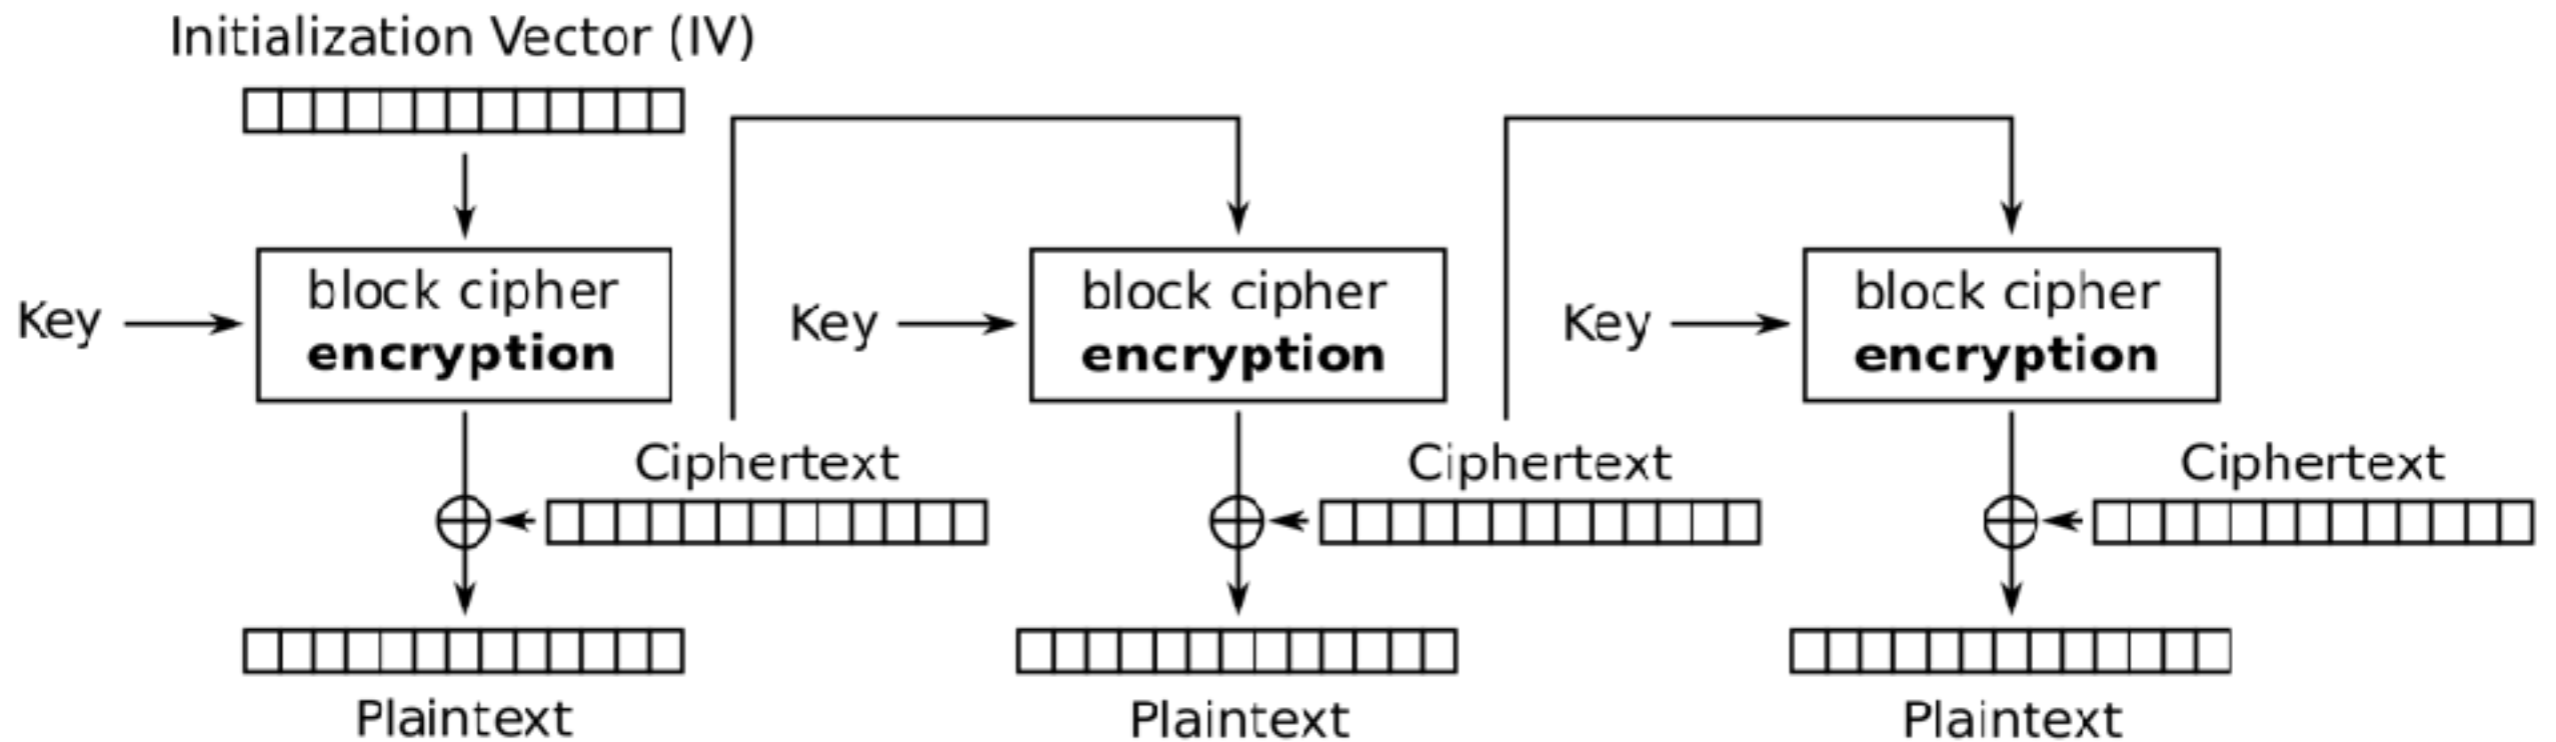 Initialization Vector (IV)
Key
block cipher
encryption
Ciphertext
Plaintext
Key
block cipher
encryption
Ciphertext
Plaintext
Key
block cipher
encryption
Ciphertext
Plaintext